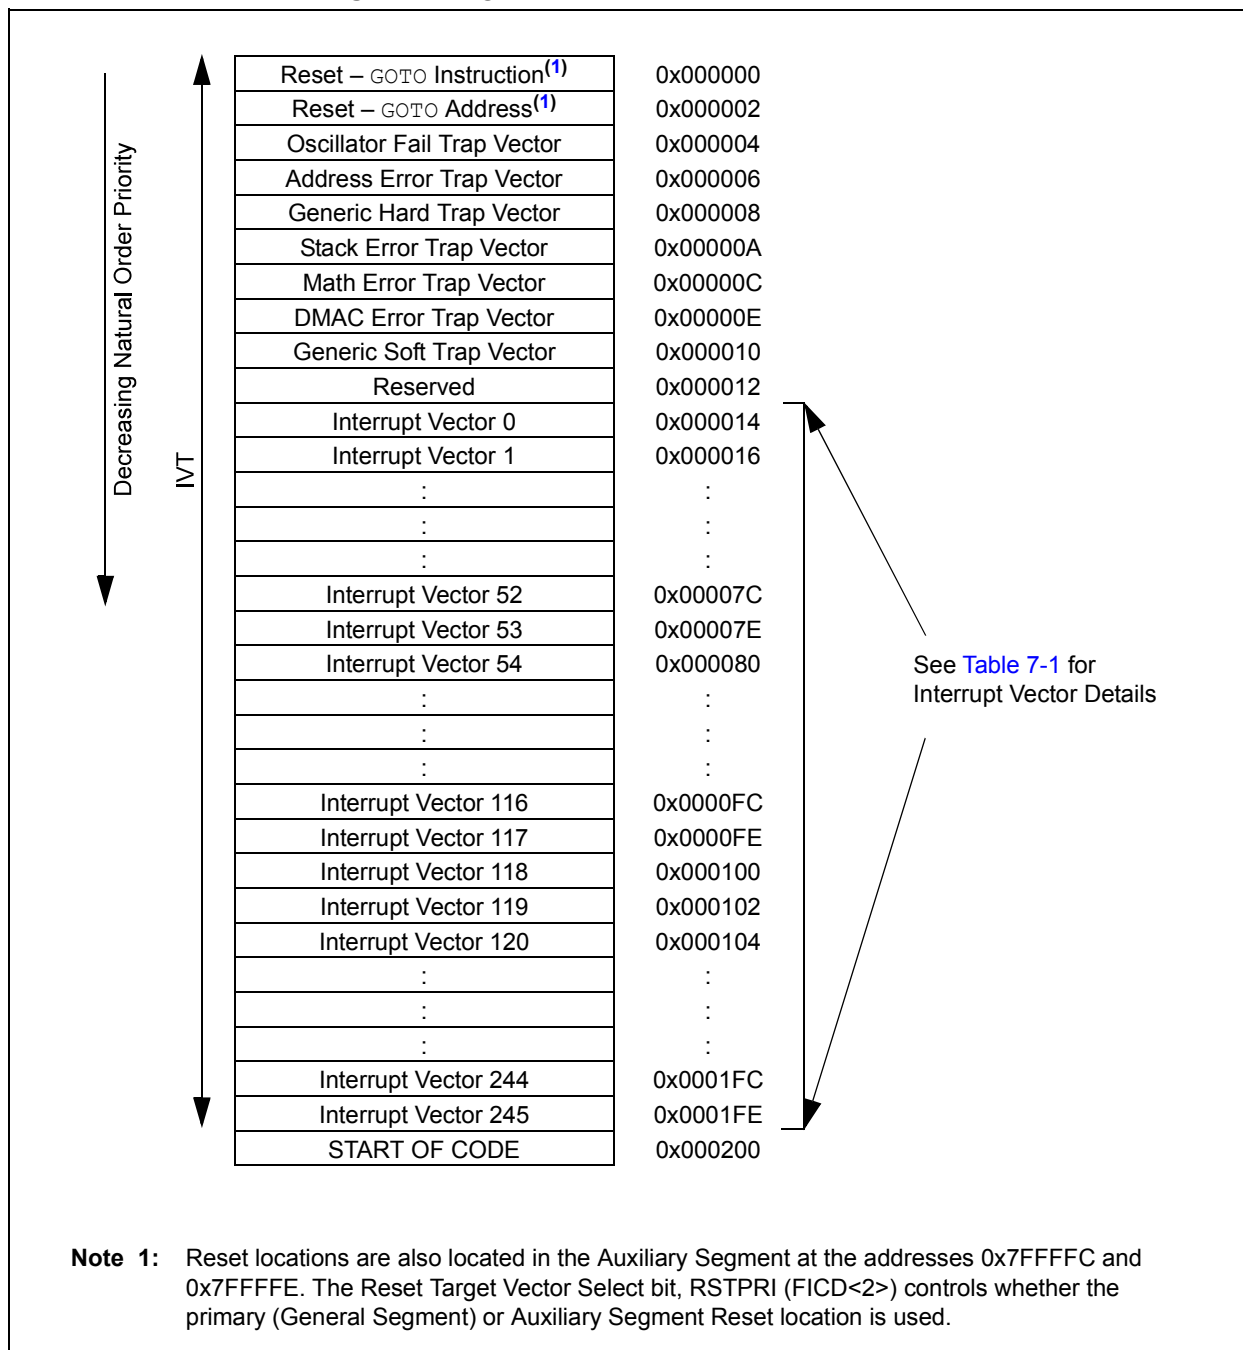 Decreasing Natural Order Priority
IVT
Reset – GOTO Instruction(1) 0x000000
Reset – GOTO Address(1) 0x000002
Oscillator Fail Trap Vector 0x000004
Address Error Trap Vector 0x000006
Generic Hard Trap Vector 0x000008
Stack Error Trap Vector 0x00000A
Math Error Trap Vector 0x00000C
DMAC Error Trap Vector 0x00000E
Generic Soft Trap Vector 0x000010
Reserved 0x000012
Interrupt Vector 0 0x000014
Interrupt Vector 1 0x000016
: :
: :
: :
Interrupt Vector 52 0x00007C
Interrupt Vector 53 0x00007E
Interrupt Vector 54 0x000080
: :
: :
: :
Interrupt Vector 116 0x0000FC
Interrupt Vector 117 0x0000FE
Interrupt Vector 118 0x000100
Interrupt Vector 119 0x000102
Interrupt Vector 120 0x000104
: :
: :
: :
Interrupt Vector 244 0x0001FC
Interrupt Vector 245 0x0001FE
START OF CODE 0x000200
See Table 7-1 for
Interrupt Vector Details
Note 1: Reset locations are also located in the Auxiliary Segment at the addresses 0x7FFFFC and
0x7FFFFE. The Reset Target Vector Select bit, RSTPRI (FICD<2>) controls whether the
primary (General Segment) or Auxiliary Segment Reset location is used.